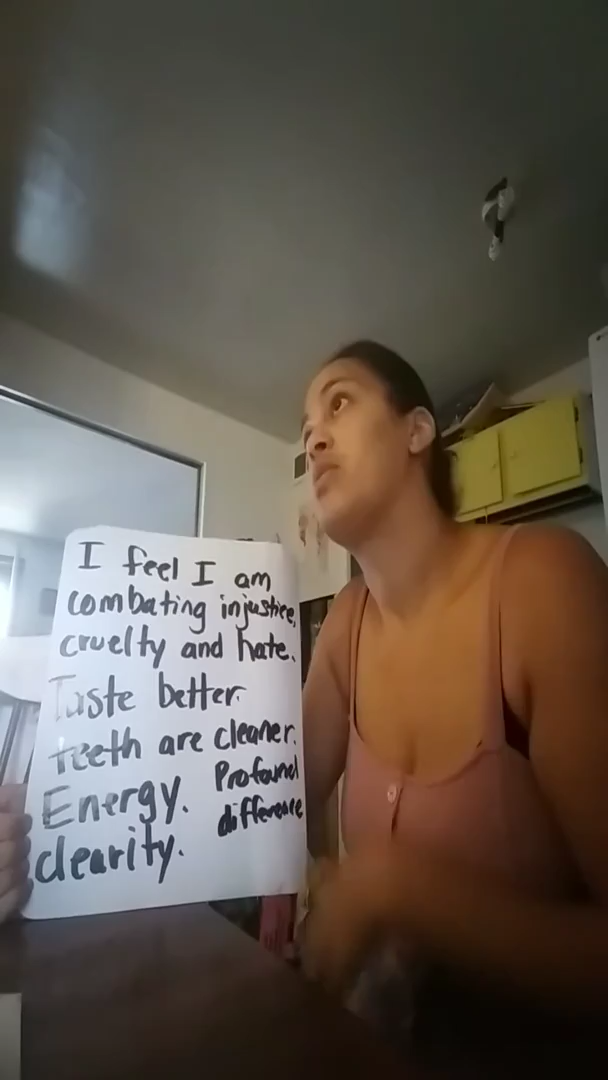 I feel I am
combating injustice,
cruelty and hate.
Taste better.
teeth are cleaner.
Energy. Profound
difference
clearity.